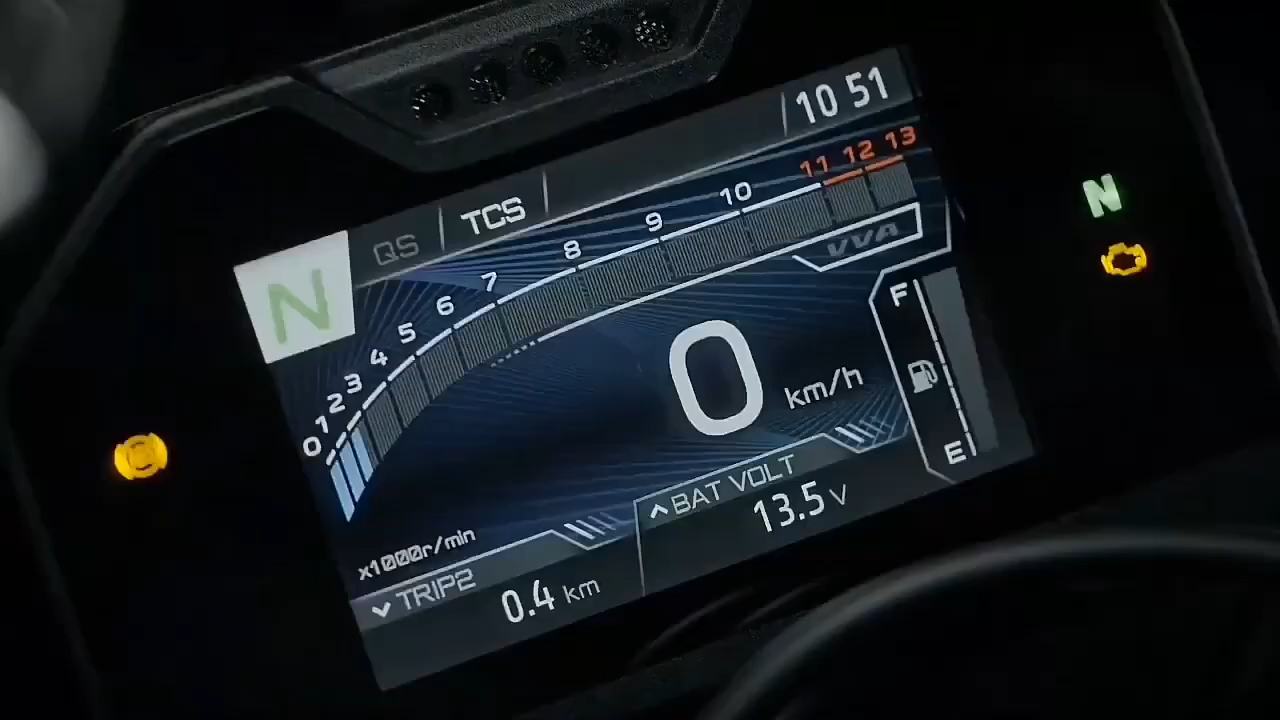 10 51
N QS TCS
0 1 2 3 4 5 6 7 8 9 10 11 12 13
VVA
N
F
0 km/h
E
BAT VOLT
13.5 V
x1000r/min
TRIP2
0.4 km